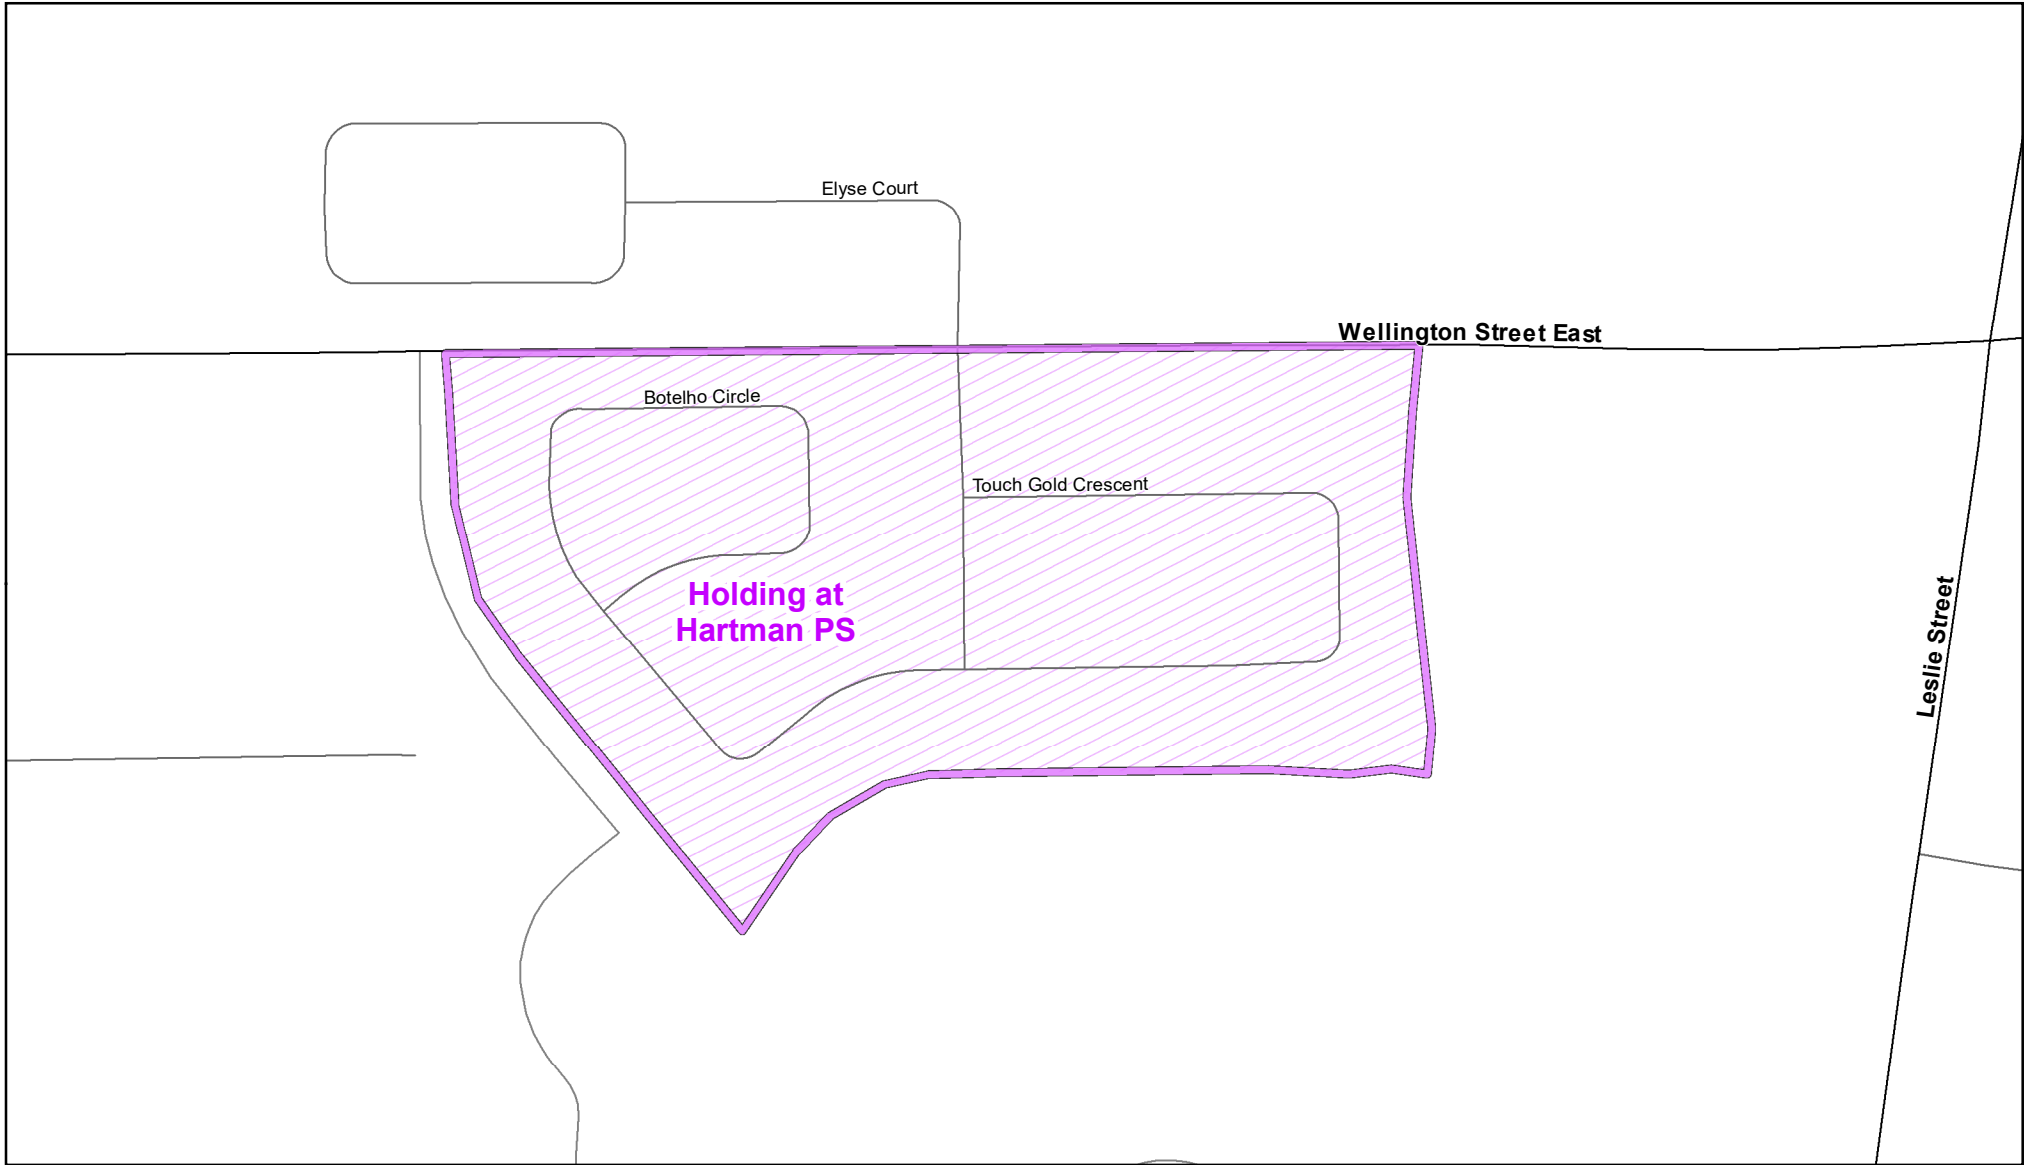 Elyse Court
Wellington Street East
Botelho Circle
Touch Gold Crescent
Holding at
Hartman PS
Leslie Street